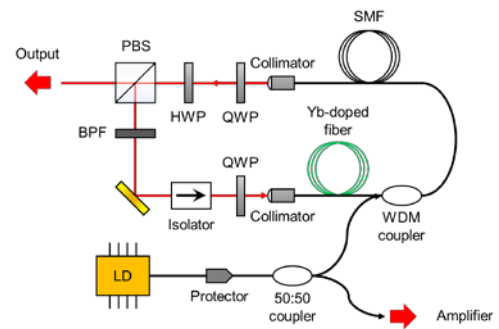 SMF
PBS
Output
Collimator
HWP
QWP
Yb-doped
fiber
BPF
QWP
Isolator
Collimator
WDM
coupler
LD
Protector
50:50
coupler
Amplifier